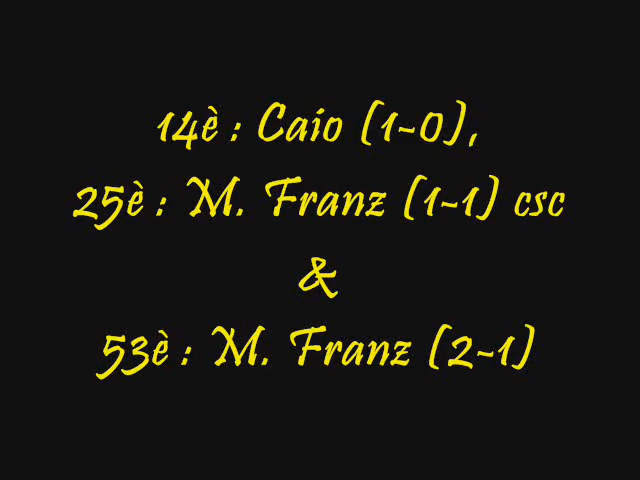 14è : Caio (1-0),
25è : M. Franz (1-1) csc
&
53è : M. Franz (2-1)